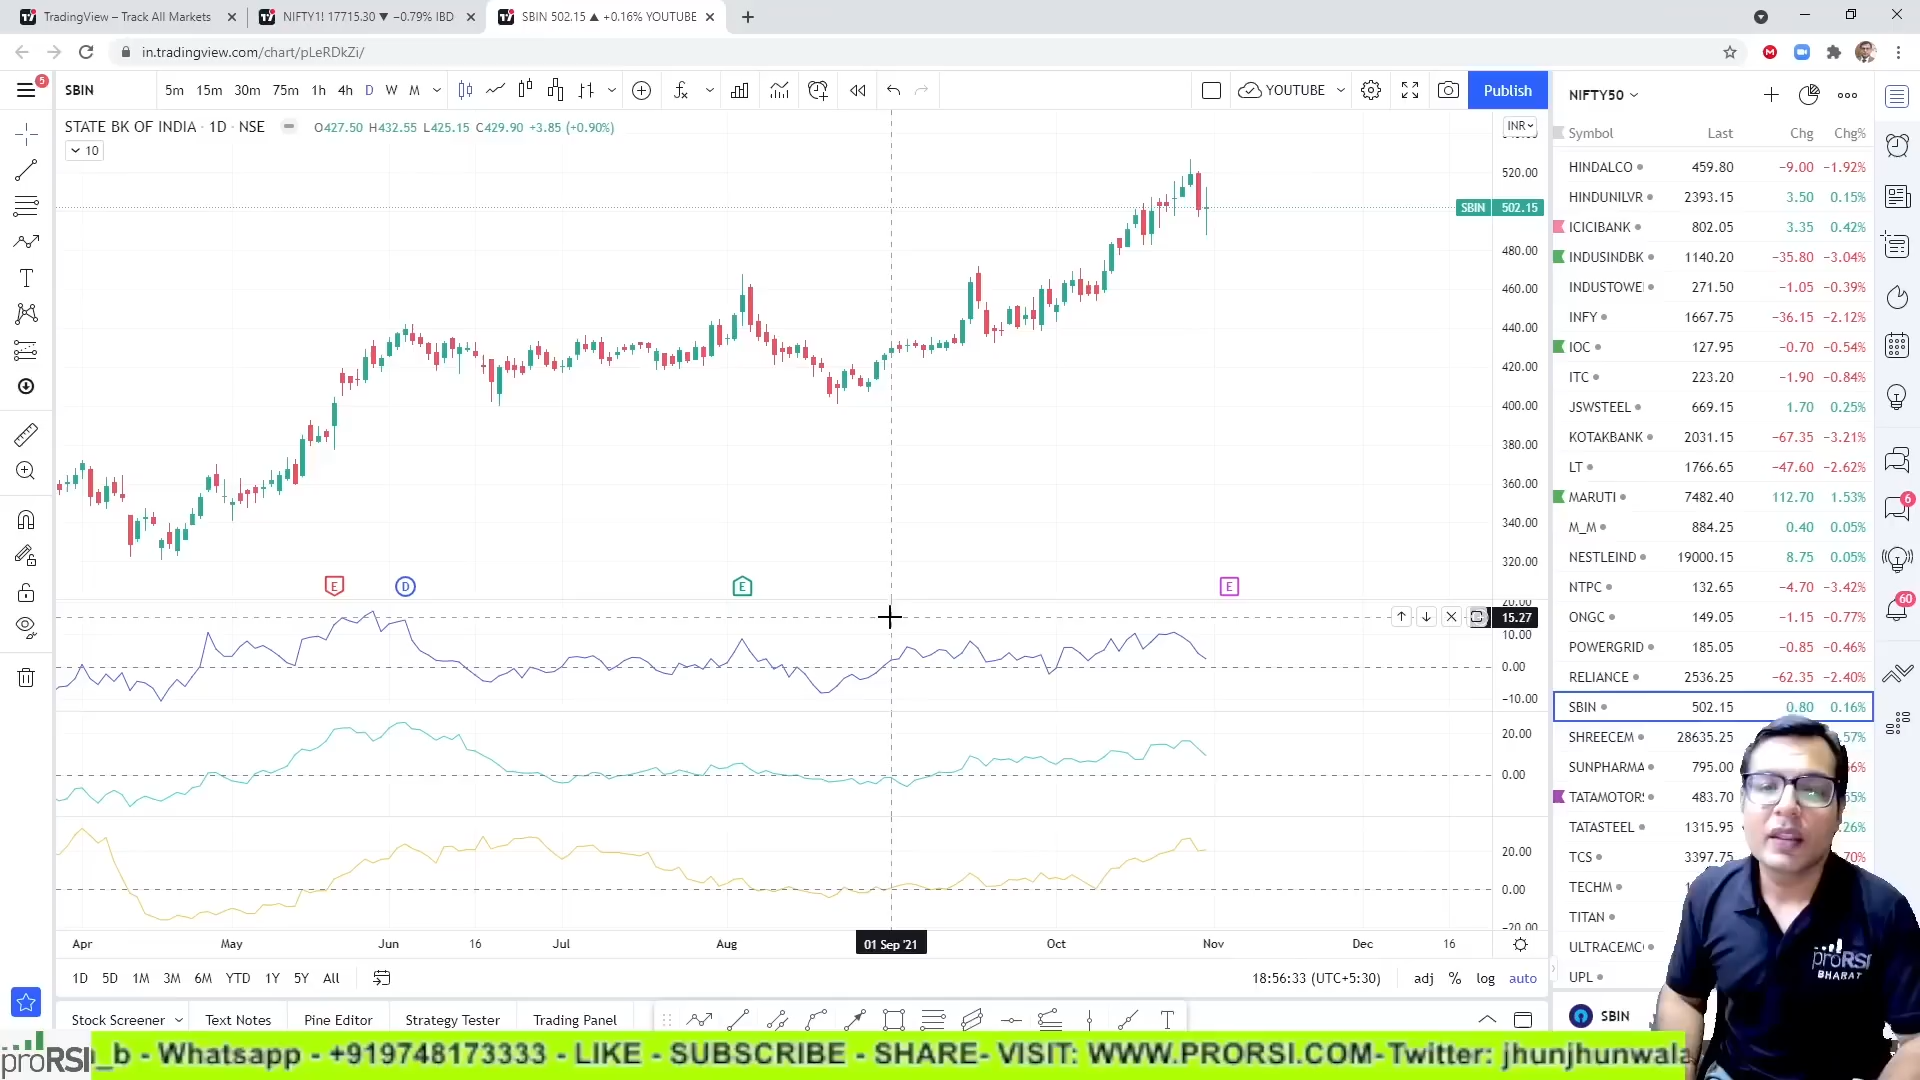 TradingView – Track All Markets
NIFTY1! 17715.30 ▼ −0.79% IBD
SBIN 502.15 ▲ +0.16% YOUTUBE
in.tradingview.com/chart/pLeRDkZi/
5
SBIN
5m 15m 30m 75m 1h 4h D W M
YOUTUBE
Publish
STATE BK OF INDIA · 1D · NSE
O427.50 H432.55 L425.15 C429.90 +3.85 (+0.90%)
10
INR
520.00
SBIN 502.15
480.00
460.00
440.00
420.00
400.00
380.00
360.00
340.00
320.00
E D E E
20.00
15.27
10.00
0.00
−10.00
20.00
0.00
20.00
0.00
−20.00
Apr May Jun 16 Jul Aug 01 Sep '21 Oct Nov Dec 16
1D 5D 1M 3M 6M YTD 1Y 5Y All
18:56:33 (UTC+5:30) adj % log auto
Stock Screener Text Notes Pine Editor Strategy Tester Trading Panel
NIFTY50
Symbol Last Chg Chg%
HINDALCO 459.80 −9.00 −1.92%
HINDUNILVR 2393.15 3.50 0.15%
ICICIBANK 802.05 3.35 0.42%
INDUSINDBK 1140.20 −35.80 −3.04%
INDUSTOWE 271.50 −1.05 −0.39%
INFY 1667.75 −36.15 −2.12%
IOC 127.95 −0.70 −0.54%
ITC 223.20 −1.90 −0.84%
JSWSTEEL 669.15 1.70 0.25%
KOTAKBANK 2031.15 −67.35 −3.21%
LT 1766.65 −47.60 −2.62%
MARUTI 7482.40 112.70 1.53%
M_M 884.25 0.40 0.05%
NESTLEIND 19000.15 8.75 0.05%
NTPC 132.65 −4.70 −3.42%
ONGC 149.05 −1.15 −0.77%
POWERGRID 185.05 −0.85 −0.46%
RELIANCE 2536.25 −62.35 −2.40%
SBIN 502.15 0.80 0.16%
SHREECEM 28635.25 .57%
SUNPHARMA 795.00
TATAMOTORS 483.70
TATASTEEL 1315.95 .26%
TCS 3397.75
TECHM
TITAN
ULTRACEMC
UPL
SBIN
6
60
proRSI
BHARAT
proRSI
_b - Whatsapp - +919748173333 - LIKE - SUBSCRIBE - SHARE- VISIT: WWW.PRORSI.COM-Twitter: jhunjhunwala